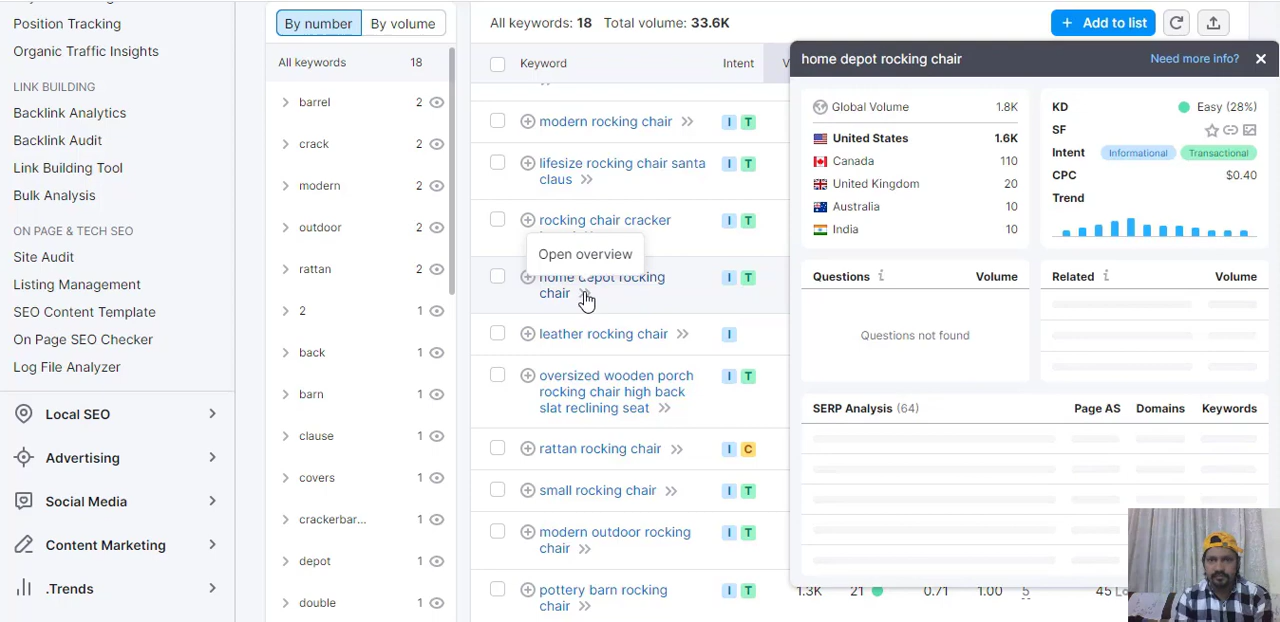 Position Tracking
Organic Traffic Insights
LINK BUILDING
Backlink Analytics
Backlink Audit
Link Building Tool
Bulk Analysis
ON PAGE & TECH SEO
Site Audit
Listing Management
SEO Content Template
On Page SEO Checker
Log File Analyzer
Local SEO
Advertising
Social Media
Content Marketing
.Trends
By number By volume
All keywords 18
barrel 2
crack 2
modern 2
outdoor 2
rattan 2
2 1
back 1
barn 1
clause 1
covers 1
crackerbar... 1
depot 1
double 1
All keywords: 18 Total volume: 33.6K
+ Add to list
Keyword Intent
modern rocking chair I T
lifesize rocking chair santa I T
claus
rocking chair cracker I T
Open overview
home depot rocking I T
chair
leather rocking chair I
oversized wooden porch I T
rocking chair high back
slat reclining seat
rattan rocking chair I C
small rocking chair I T
modern outdoor rocking I T
chair
pottery barn rocking I T 1.3K 21 0.71 1.00 5
chair
home depot rocking chair Need more info?
Global Volume 1.8K
United States 1.6K
Canada 110
United Kingdom 20
Australia 10
India 10
KD Easy (28%)
SF
Intent Informational Transactional
CPC $0.40
Trend
Questions i Volume
Questions not found
Related i Volume
SERP Analysis (64) Page AS Domains Keywords